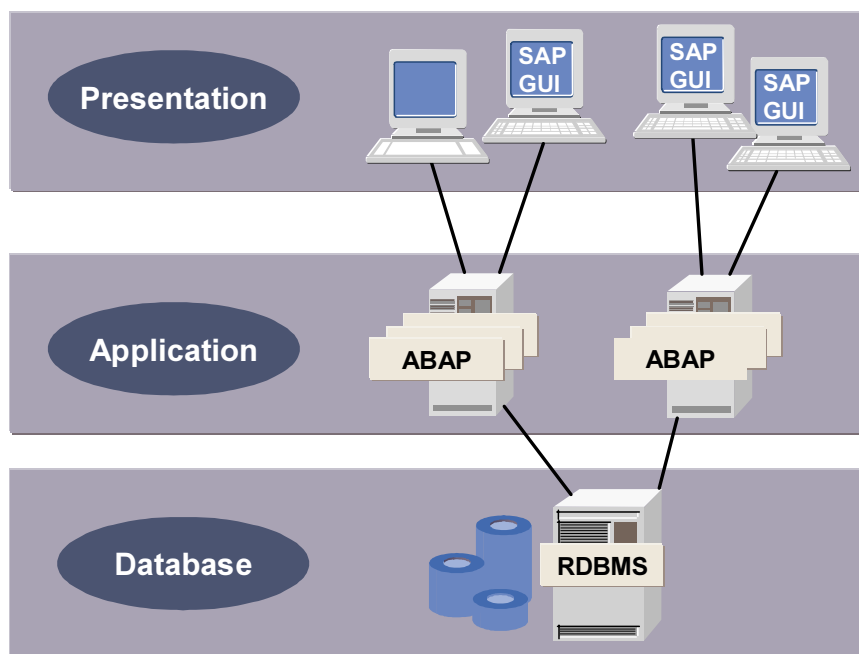 Presentation
SAP
GUI
SAP
GUI
SAP
GUI
Application
ABAP
ABAP
Database
RDBMS